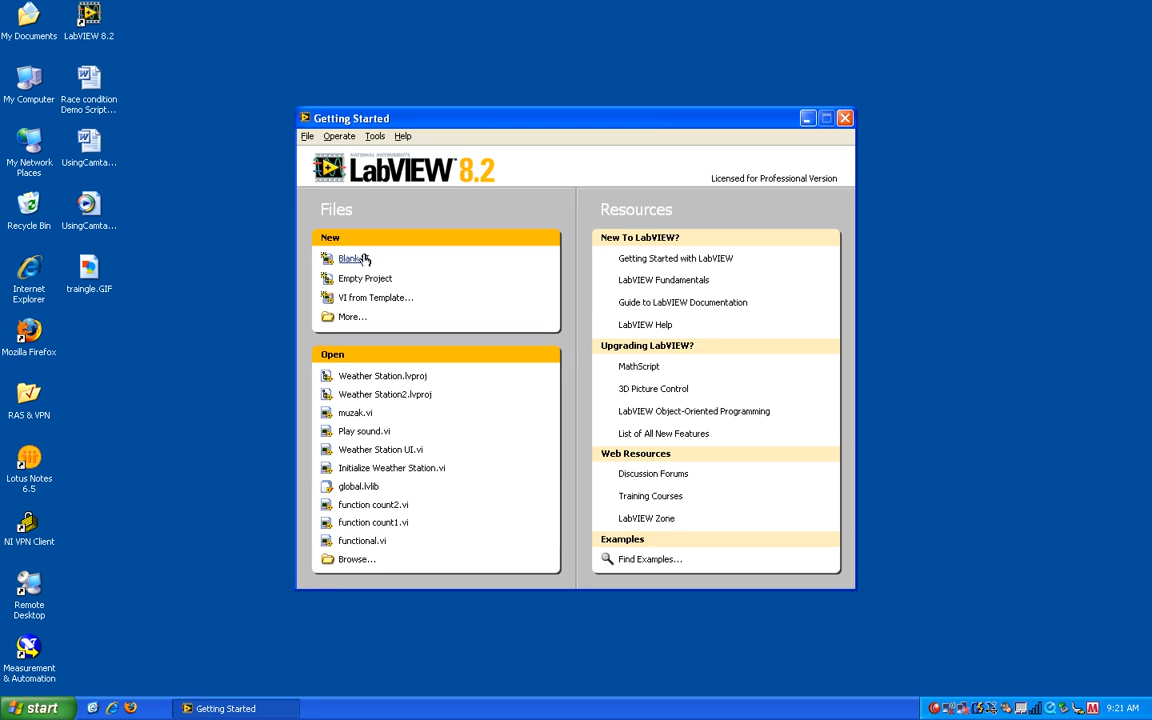 My Documents
LabVIEW 8.2
My Computer
Race condition
Demo Script...
My Network
Places
UsingCamta...
Recycle Bin
UsingCamta...
Internet
Explorer
traingle.GIF
Mozilla Firefox
RAS & VPN
Lotus Notes
6.5
NI VPN Client
Remote
Desktop
Measurement
& Automation
Getting Started
File Operate Tools Help
NATIONAL INSTRUMENTS
LabVIEW™ 8.2
Licensed for Professional Version
Files
New
Blank
Empty Project
VI from Template...
More...
Open
Weather Station.lvproj
Weather Station2.lvproj
muzak.vi
Play sound.vi
Weather Station UI.vi
Initialize Weather Station.vi
global.lvlib
function count2.vi
function count1.vi
functional.vi
Browse...
Resources
New To LabVIEW?
Getting Started with LabVIEW
LabVIEW Fundamentals
Guide to LabVIEW Documentation
LabVIEW Help
Upgrading LabVIEW?
MathScript
3D Picture Control
LabVIEW Object-Oriented Programming
List of All New Features
Web Resources
Discussion Forums
Training Courses
LabVIEW Zone
Examples
Find Examples...
start
Getting Started
9:21 AM